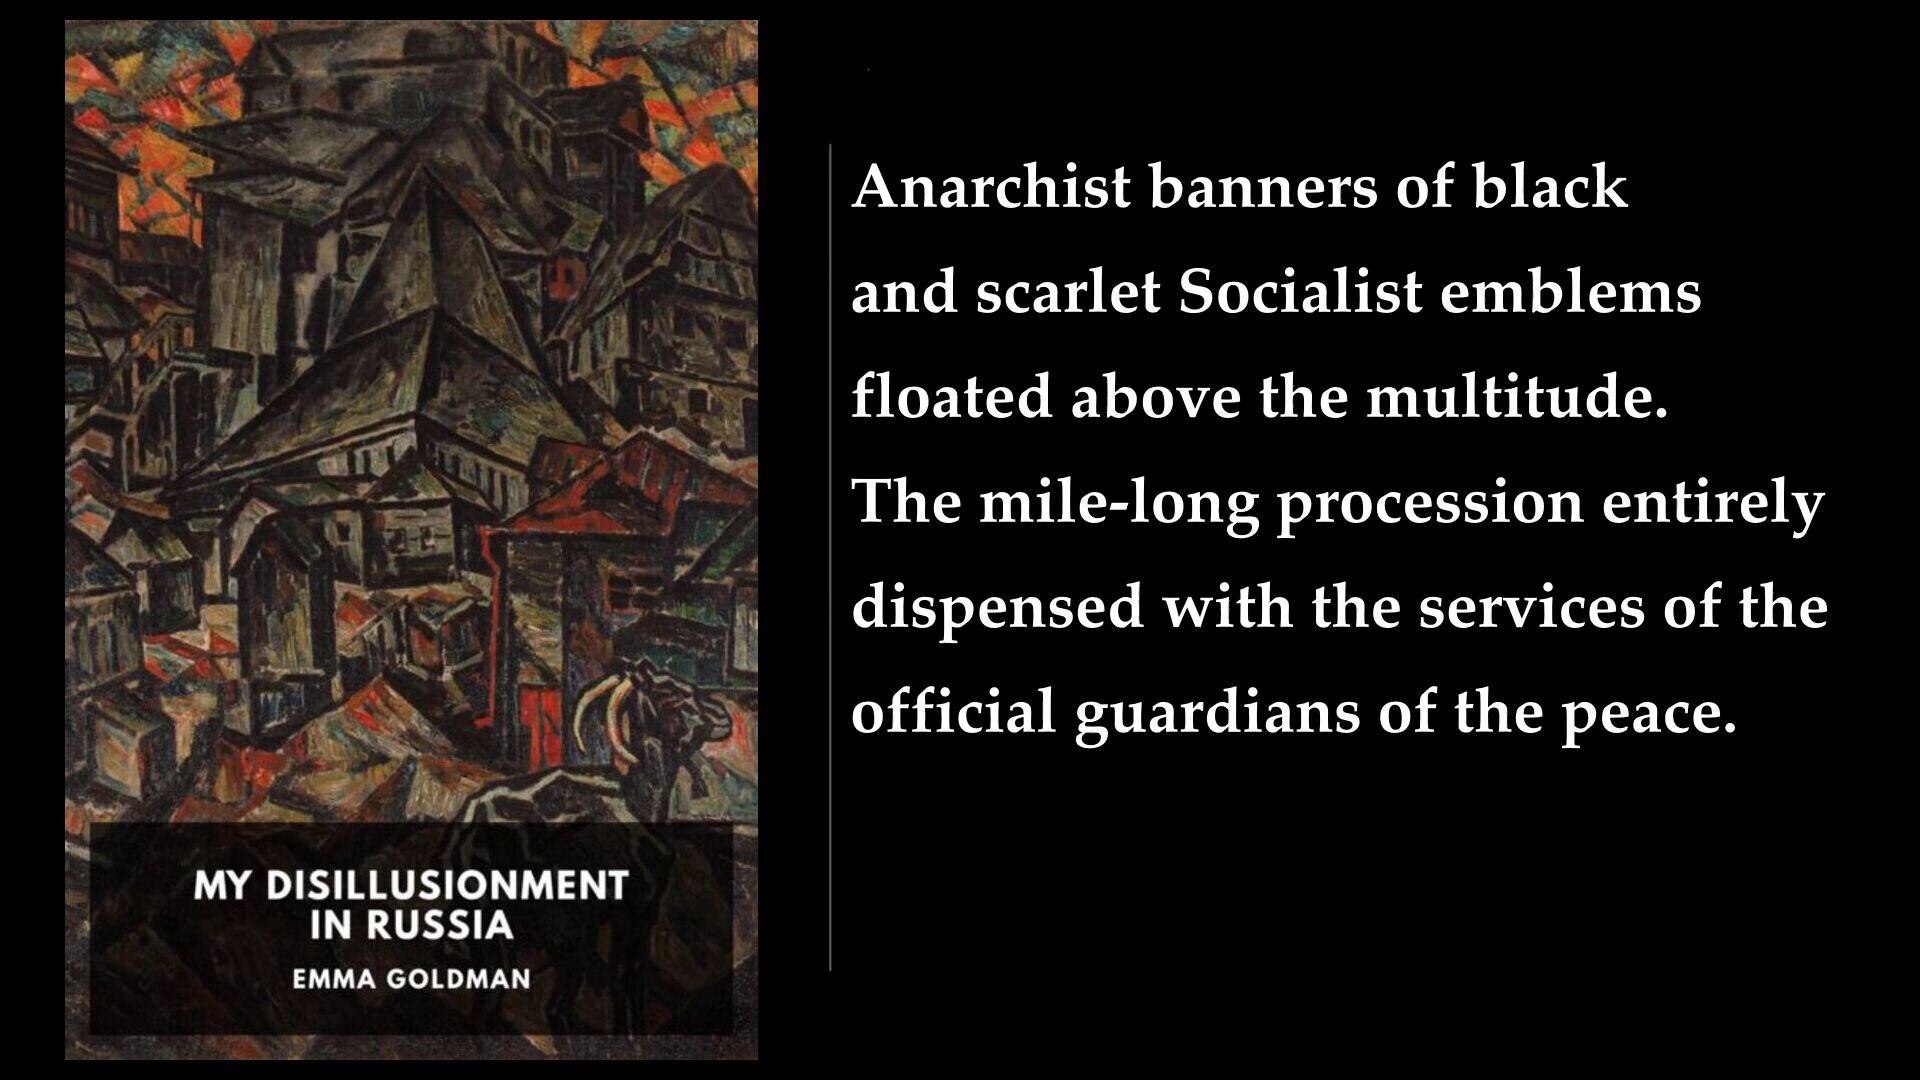 Anarchist banners of black
and scarlet Socialist emblems
floated above the multitude.
The mile-long procession entirely
dispensed with the services of the
official guardians of the peace.
MY DISILLUSIONMENT
IN RUSSIA
EMMA GOLDMAN